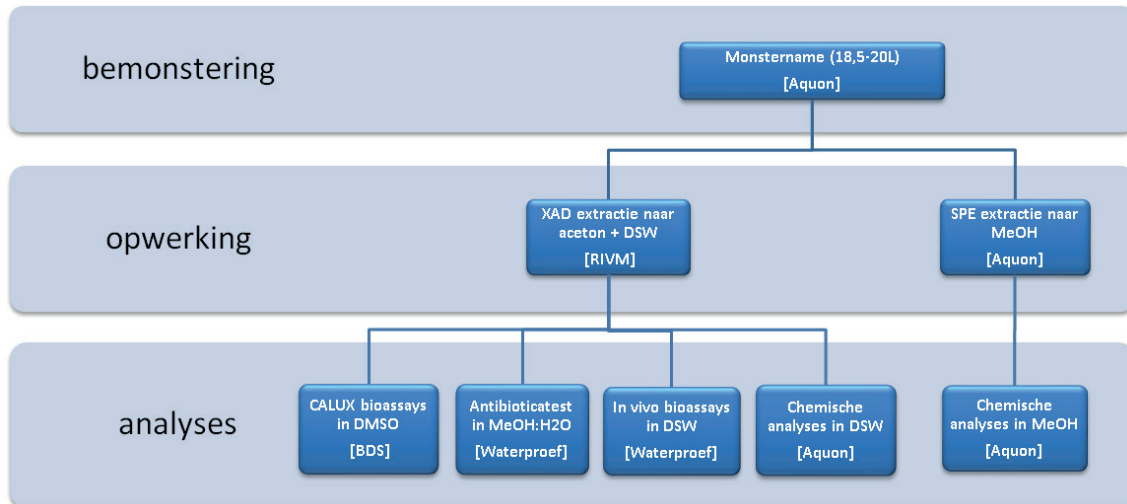 bemonstering
Monstername (18,5-20L)
[Aquon]
opwerking
XAD extractie naar
aceton + DSW
[RIVM]
SPE extractie naar
MeOH
[Aquon]
analyses
CALUX bioassays
in DMSO
[BDS]
Antibioticatest
in MeOH:H2O
[Waterproef]
In vivo bioassays
in DSW
[Waterproef]
Chemische
analyses in DSW
[Aquon]
Chemische
analyses in MeOH
[Aquon]